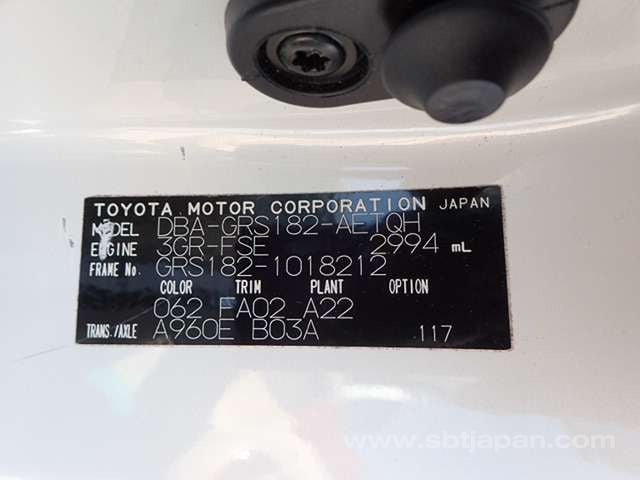 TOYOTA MOTOR CORPORATION JAPAN
MODEL DBA-GRS182-AETQH
ENGINE 3GR-FSE 2994 mL
FRAME No. GRS182-1018212
COLOR TRIM PLANT OPTION
062 FA02 A22
TRANS./AXLE A960E B03A 117
www.sbtjapan.com